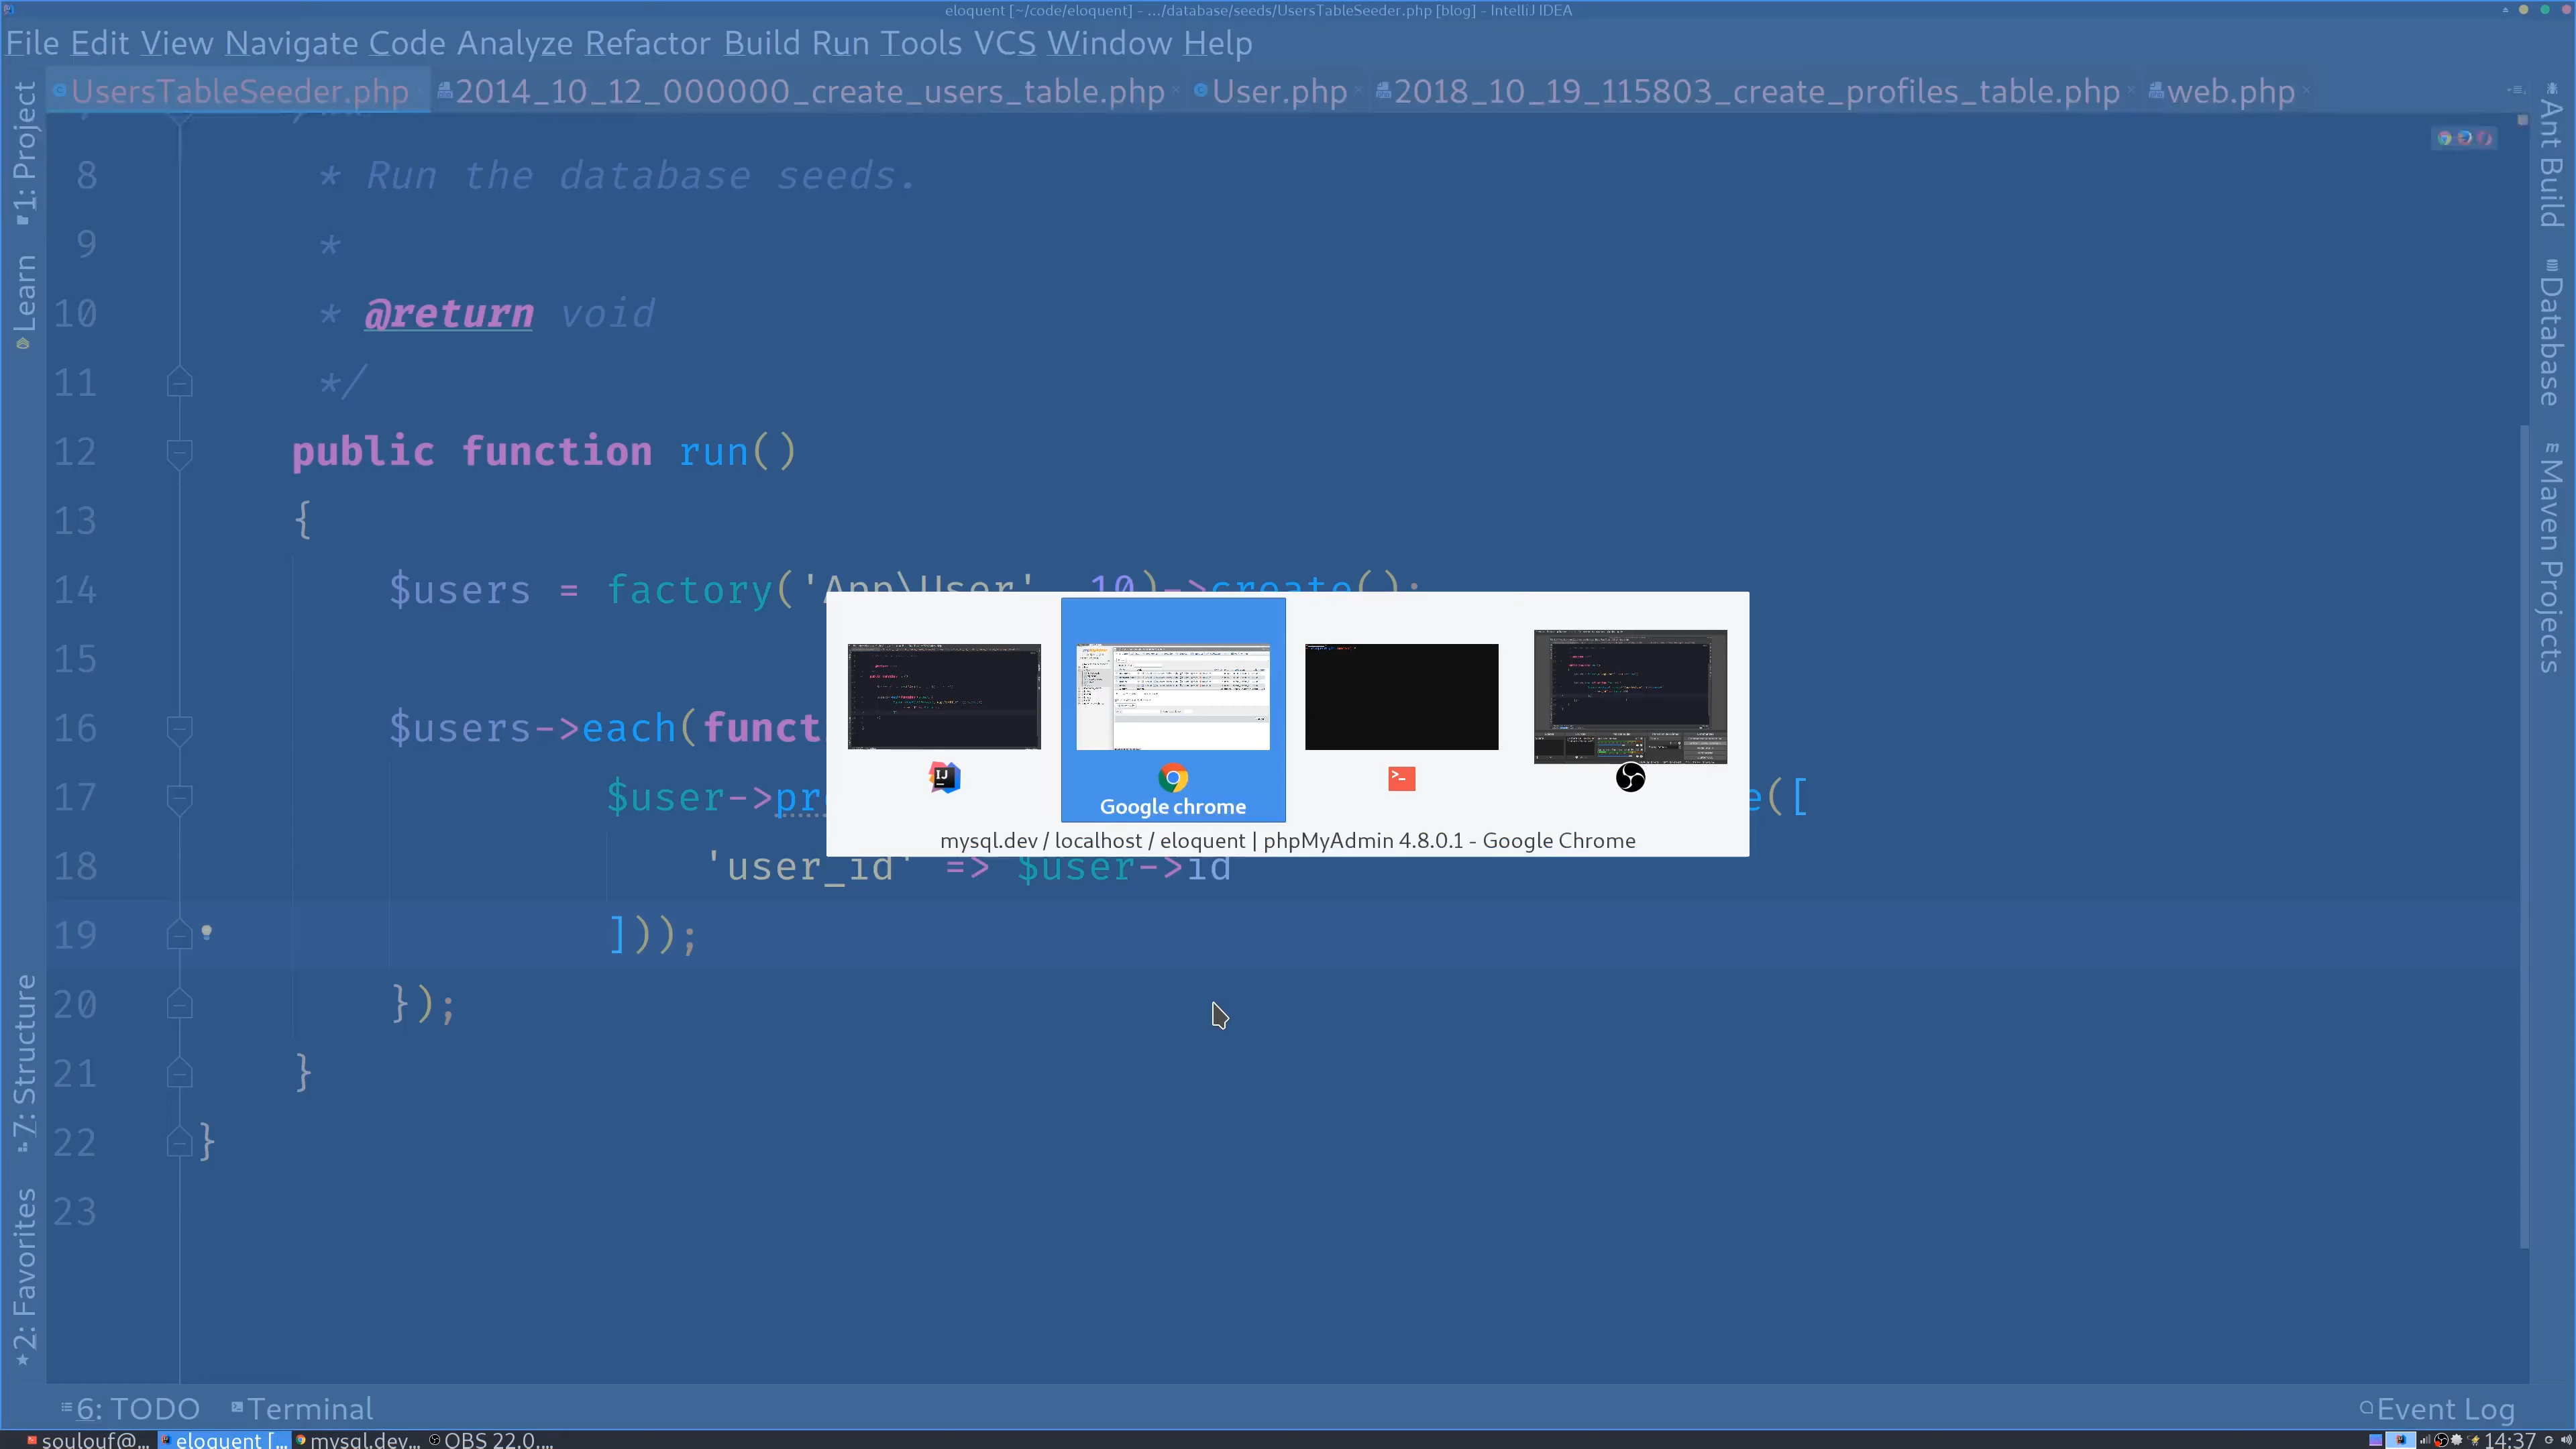 eloquent [~/code/eloquent] - .../database/seeds/UsersTableSeeder.php [blog] - IntelliJ IDEA
File Edit View Navigate Code Analyze Refactor Build Run Tools VCS Window Help
UsersTableSeeder.php 2014_10_12_000000_create_users_table.php User.php 2018_10_19_115803_create_profiles_table.php web.php
1: Project
Learn
7: Structure
2: Favorites
Ant Build
Database
Maven Projects
8 * Run the database seeds.
9 *
10 * @return void
11 */
12 public function run()
13 {
14 $users = factory('App\User', 10)->create();
15
16 $users->each(funct
17 $user->pr e([
18 'user_id' => $user->id
19 ]));
20 });
21 }
22 }
23
Google chrome
mysql.dev / localhost / eloquent | phpMyAdmin 4.8.0.1 - Google Chrome
6: TODO Terminal Event Log
soulouf@... eloquent [... mysql.dev... OBS 22.0.... 14:37